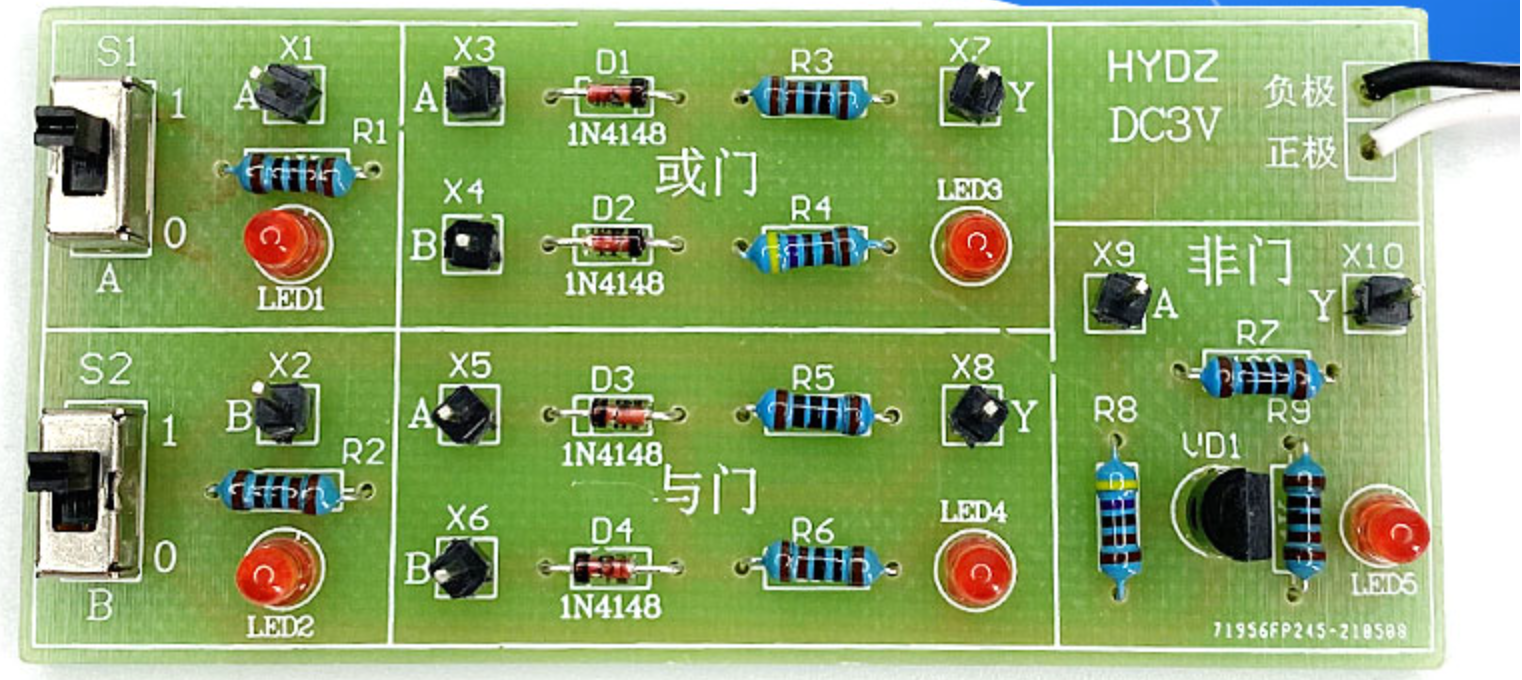 S1
1
0
A
X1
A
R1
LED1
S2
1
0
B
X2
B
R2
LED2
X3
A
D1
1N4148
R3
X7
Y
或门
X4
B
D2
1N4148
R4
LED3
X5
A
D3
1N4148
R5
X8
Y
与门
X6
B
D4
1N4148
R6
LED4
HYDZ
DC3V
负极
正极
X9
A
非门
X10
Y
R7
R8
VD1
R9
LED5
71956FP245-210508